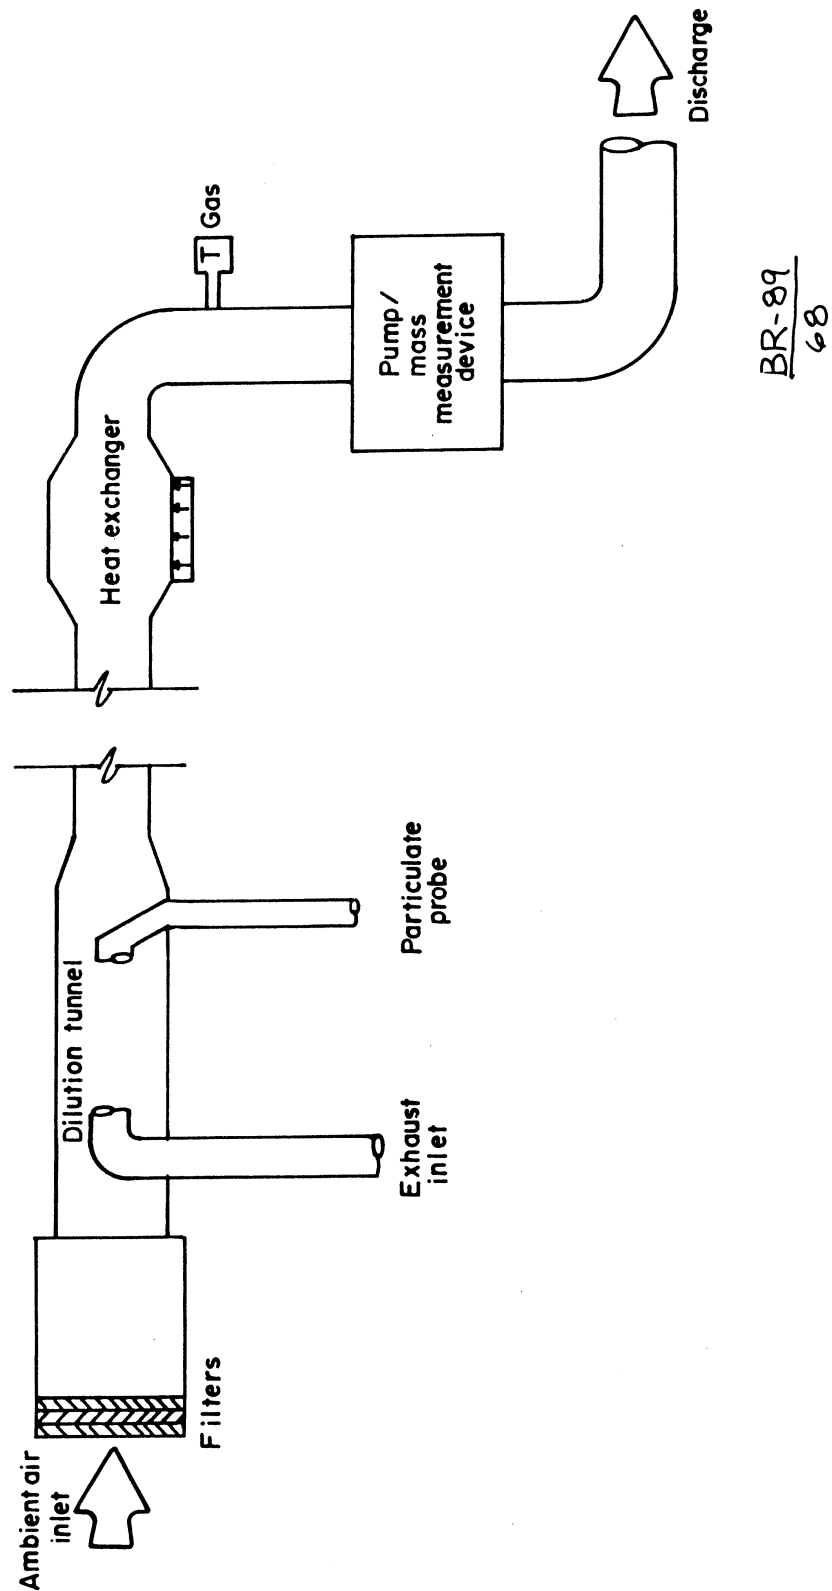 Ambient air
inlet
Filters
Dilution tunnel
Exhaust
inlet
Particulate
probe
Heat exchanger
T
Gas
Pump/
mass
measurement
device
Discharge
BR-89
68